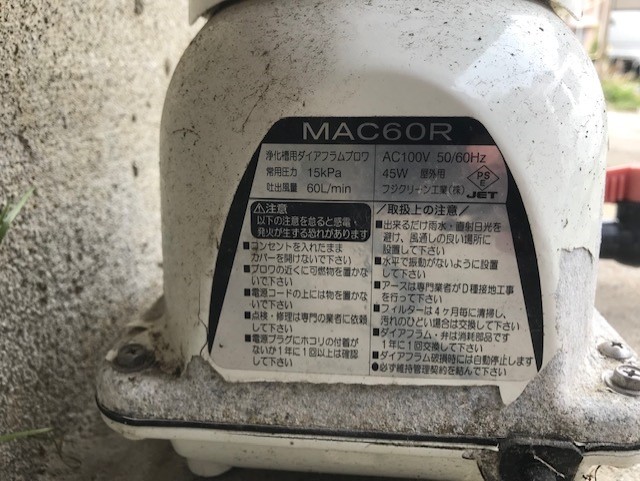 MAC60R
浄化槽用ダイアフラムブロワ
常用圧力 15kPa
吐出風量 60L/min
AC100V 50/60Hz
45W 屋外用
フジクリーン工業(株)
PS
E
JET
⚠注意
以下の注意を怠ると感電
発火が生ずる恐れがあります
■コンセントを入れたまま
カバーを開けないで下さい
■ブロワの近くに可燃物を置かな
いで下さい
■電源コードの上には物を置かな
いで下さい
■点検・修理は専門の業者に依頼
して下さい
■電源プラグにホコリの付着が
ないか1年に1回以上は確認
して下さい
/取扱上の注意/
■出来るだけ雨水・直射日光を
避け、風通しの良い場所に
設置して下さい
■水平で振動がないように設置
して下さい
■アースは専門業者がD種接地工事
を行って下さい
■フィルターは4ヶ月毎に清掃し、
汚れのひどい場合は交換して下さい
■ダイアフラム・弁は消耗部品です
1年に1回交換して下さい
■ダイアフラム破損時には自動停止します
●必ず維持管理契約を結んで下さい